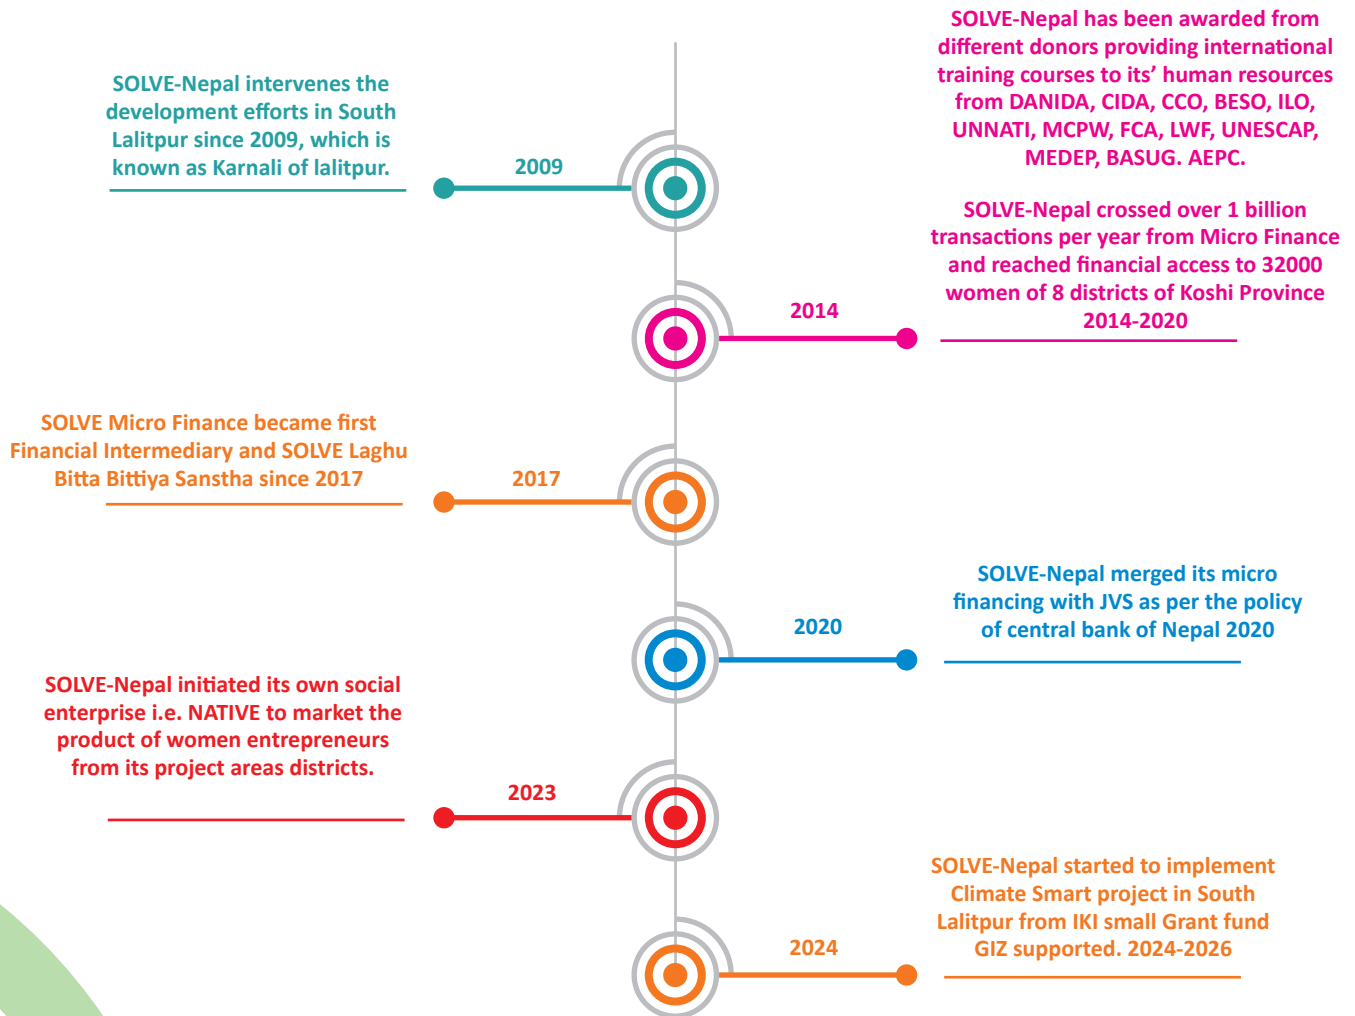 SOLVE-Nepal intervenes the
development efforts in South
Lalitpur since 2009, which is
known as Karnali of lalitpur.
2009
SOLVE-Nepal has been awarded from
different donors providing international
training courses to its' human resources
from DANIDA, CIDA, CCO, BESO, ILO,
UNNATI, MCPW, FCA, LWF, UNESCAP,
MEDEP, BASUG. AEPC.
SOLVE-Nepal crossed over 1 billion
transactions per year from Micro Finance
and reached financial access to 32000
women of 8 districts of Koshi Province
2014-2020
2014
SOLVE Micro Finance became first
Financial Intermediary and SOLVE Laghu
Bitta Bittiya Sanstha since 2017
2017
SOLVE-Nepal merged its micro
financing with JVS as per the policy
of central bank of Nepal 2020
2020
SOLVE-Nepal initiated its own social
enterprise i.e. NATIVE to market the
product of women entrepreneurs
from its project areas districts.
2023
SOLVE-Nepal started to implement
Climate Smart project in South
Lalitpur from IKI small Grant fund
GIZ supported. 2024-2026
2024